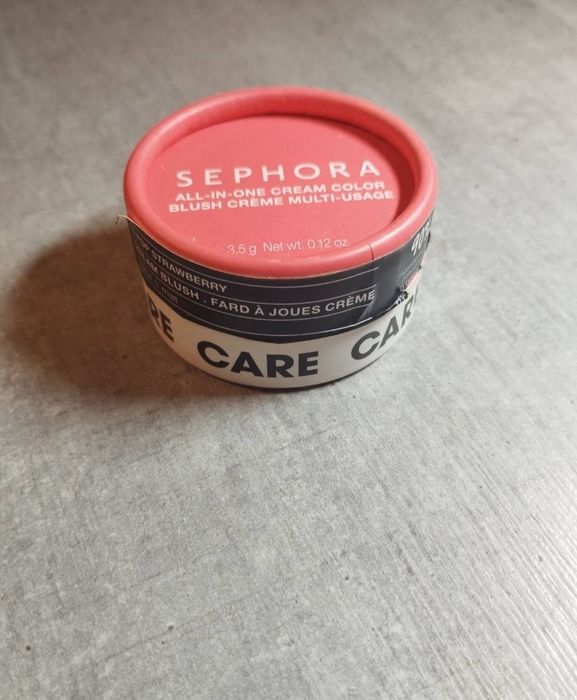 SEPHORA
ALL-IN-ONE CREAM COLOR
BLUSH CRÈME MULTI-USAGE
3.5 g Net wt. 0.12 oz.
STRAWBERRY
BLUSH . FARD À JOUES CRÈME
mat
CARE